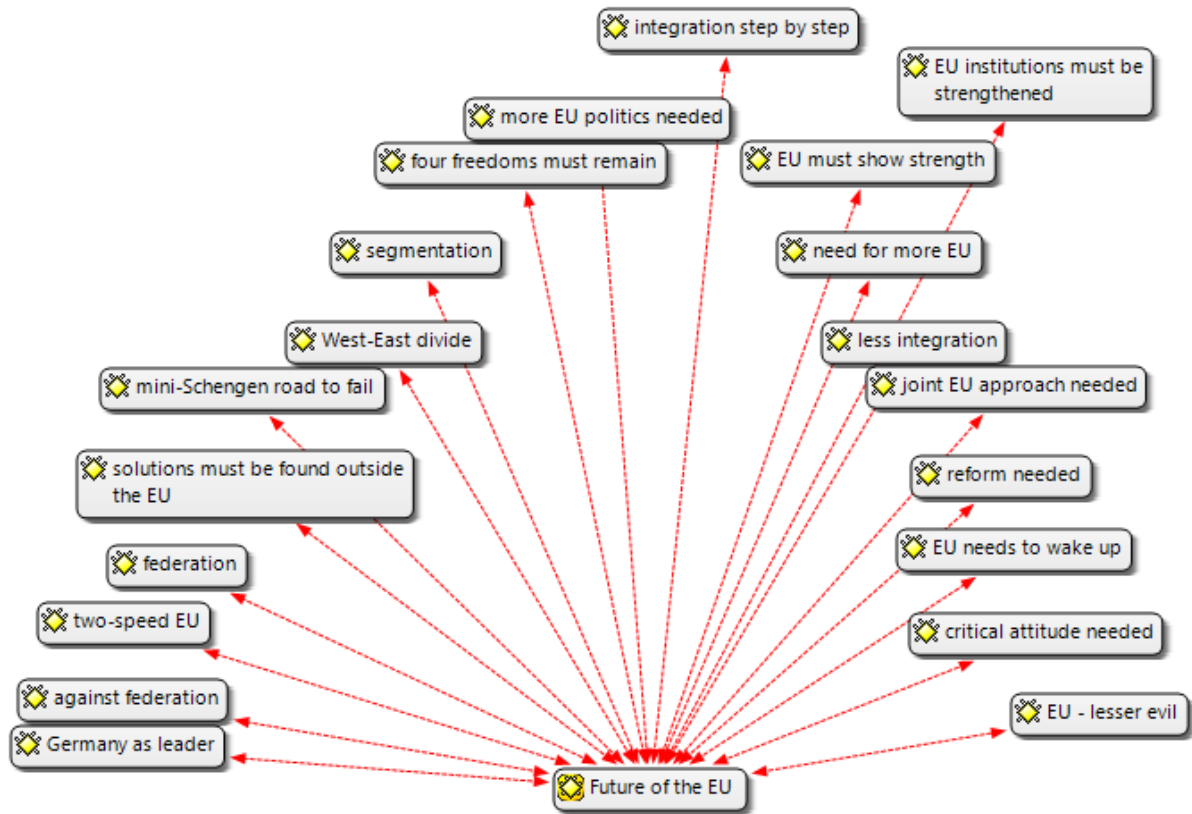 integration step by step
EU institutions must be
strengthened
more EU politics needed
four freedoms must remain
EU must show strength
segmentation
need for more EU
West-East divide
less integration
mini-Schengen road to fail
joint EU approach needed
solutions must be found outside
the EU
reform needed
EU needs to wake up
federation
two-speed EU
critical attitude needed
against federation
EU - lesser evil
Germany as leader
Future of the EU